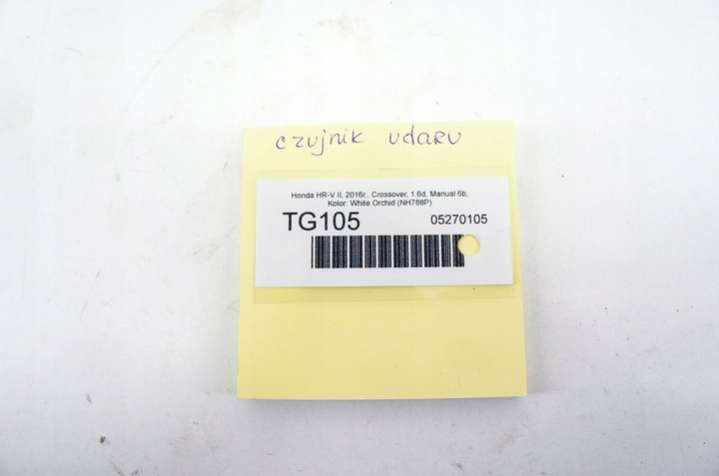 czujnik udaru
Honda HR-V II, 2016r., Crossover, 1.6d, Manual 6b,
Kolor: White Orchid (NH788P)
TG105 05270105